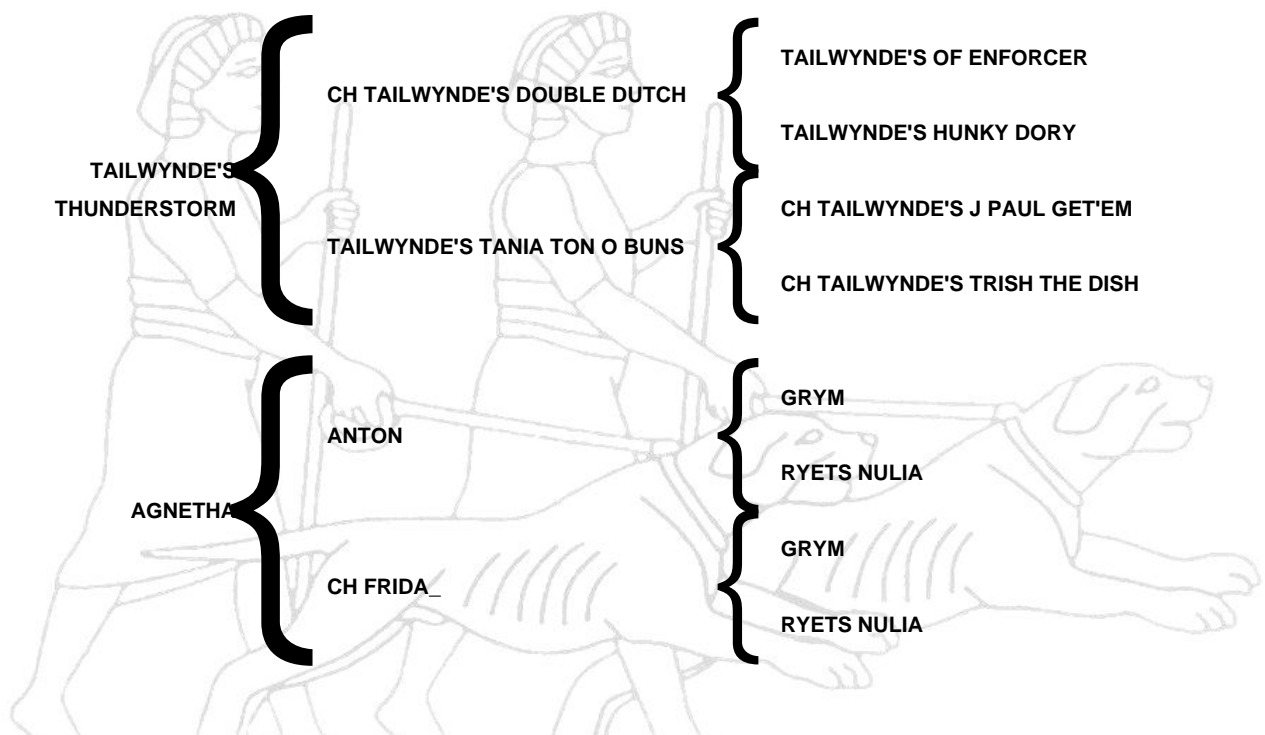 TAILWYNDE'S OF ENFORCER
CH TAILWYNDE'S DOUBLE DUTCH
TAILWYNDE'S HUNKY DORY
TAILWYNDE'S
THUNDERSTORM
CH TAILWYNDE'S J PAUL GET'EM
TAILWYNDE'S TANIA TON O BUNS
CH TAILWYNDE'S TRISH THE DISH
GRYM
ANTON
RYETS NULIA
AGNETHA
GRYM
CH FRIDA_
RYETS NULIA